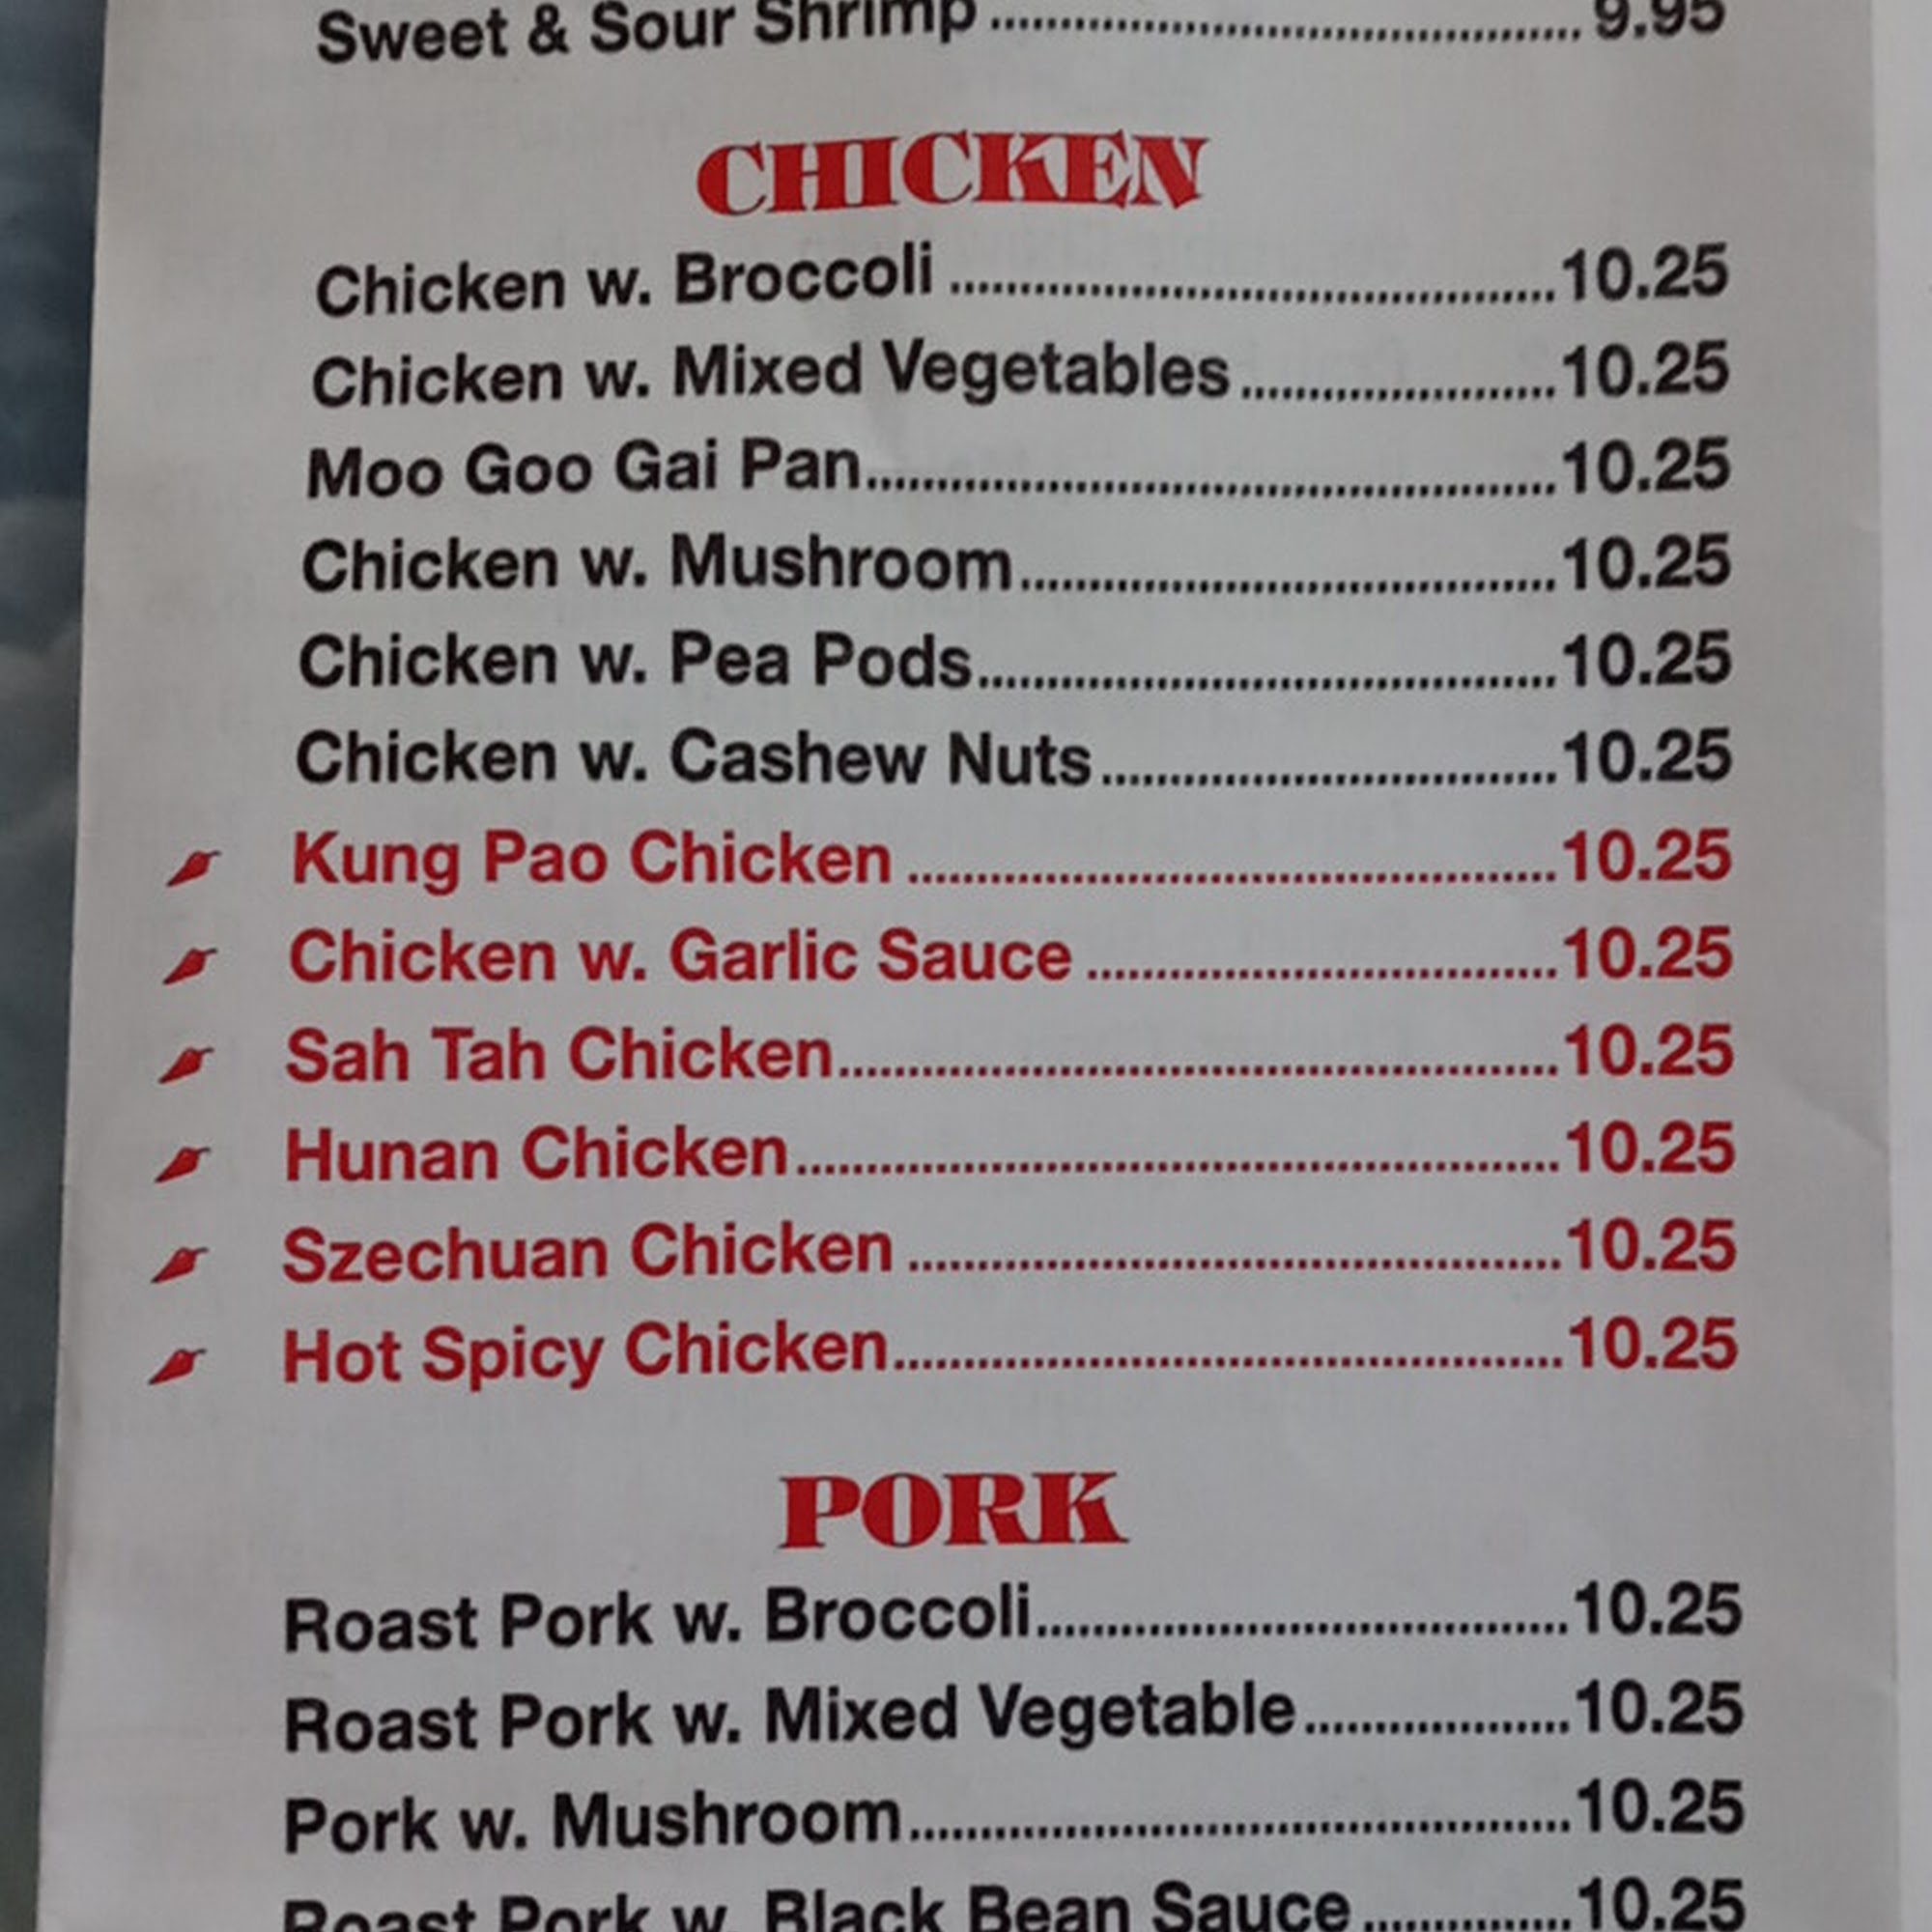 Sweet & Sour Shrimp ........................................... 9.95
CHICKEN
Chicken w. Broccoli ............................................10.25
Chicken w. Mixed Vegetables.......................10.25
Moo Goo Gai Pan..................................................10.25
Chicken w. Mushroom.......................................10.25
Chicken w. Pea Pods..........................................10.25
Chicken w. Cashew Nuts.................................10.25
Kung Pao Chicken ...............................................10.25
Chicken w. Garlic Sauce ..................................10.25
Sah Tah Chicken....................................................10.25
Hunan Chicken.......................................................10.25
Szechuan Chicken ...............................................10.25
Hot Spicy Chicken................................................10.25
PORK
Roast Pork w. Broccoli......................................10.25
Roast Pork w. Mixed Vegetable...................10.25
Pork w. Mushroom...............................................10.25
Roast Pork w. Black Bean Sauce...............10.25